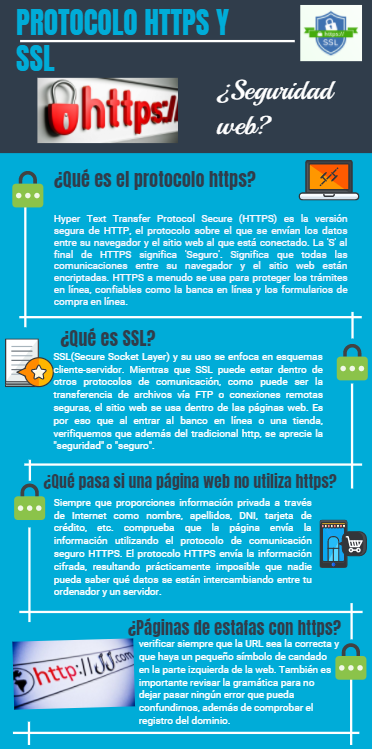 PROTOCOLO HTTPS Y
SSL
https://
SSL
https://
¿Seguridad
web?
¿Qué es el protocolo https?
Hyper Text Transfer Protocol Secure (HTTPS) es la versión
segura de HTTP, el protocolo sobre el que se envían los datos
entre su navegador y el sitio web al que está conectado. La 'S' al
final de HTTPS significa 'Seguro'. Significa que todas las
comunicaciones entre su navegador y el sitio web están
encriptadas. HTTPS a menudo se usa para proteger los trámites
en línea, confiables como la banca en línea y los formularios de
compra en línea.
¿Qué es SSL?
SSL(Secure Socket Layer) y su uso se enfoca en esquemas
cliente-servidor. Mientras que SSL puede estar dentro de
otros protocolos de comunicación, como puede ser la
transferencia de archivos vía FTP o conexiones remotas
seguras, el sitio web se usa dentro de las páginas web. Es
por eso que al entrar al banco en línea o una tienda,
verifiquemos que además del tradicional http, se aprecie la
"seguridad" o "seguro".
¿Qué pasa si una página web no utiliza https?
Siempre que proporciones información privada a través
de Internet como nombre, apellidos, DNI, tarjeta de
crédito, etc. comprueba que la página envía la
información utilizando el protocolo de comunicación
seguro HTTPS. El protocolo HTTPS envía la información
cifrada, resultando prácticamente imposible que nadie
pueda saber qué datos se están intercambiando entre tu
ordenador y un servidor.
¿Páginas de estafas con https?
verificar siempre que la URL sea la correcta y
que haya un pequeño símbolo de candado
en la parte izquierda de la web. También es
importante revisar la gramática para no
dejar pasar ningún error que pueda
confundirnos, además de comprobar el
registro del dominio.
http://
.com